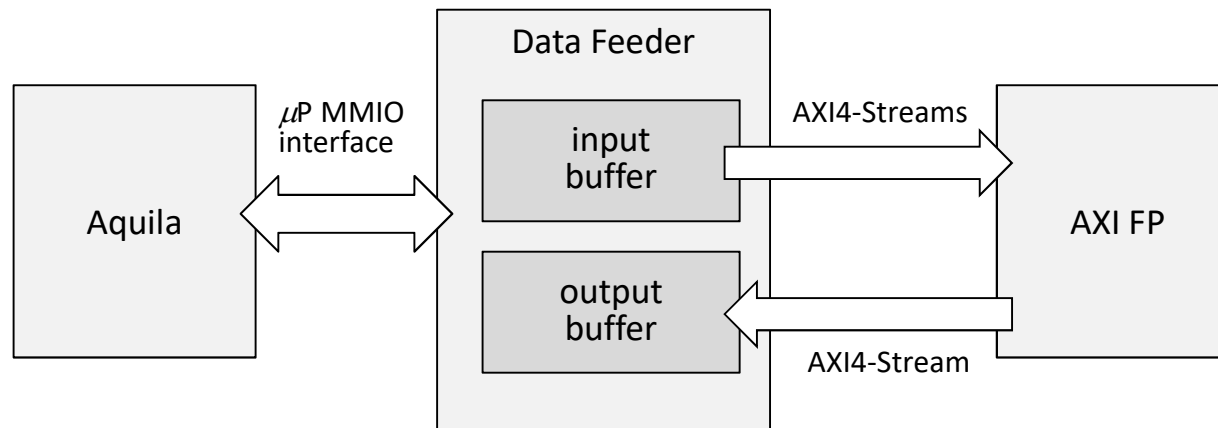 Data Feeder
Aquila
μP MMIO
interface
input
buffer
output
buffer
AXI4-Streams
AXI4-Stream
AXI FP